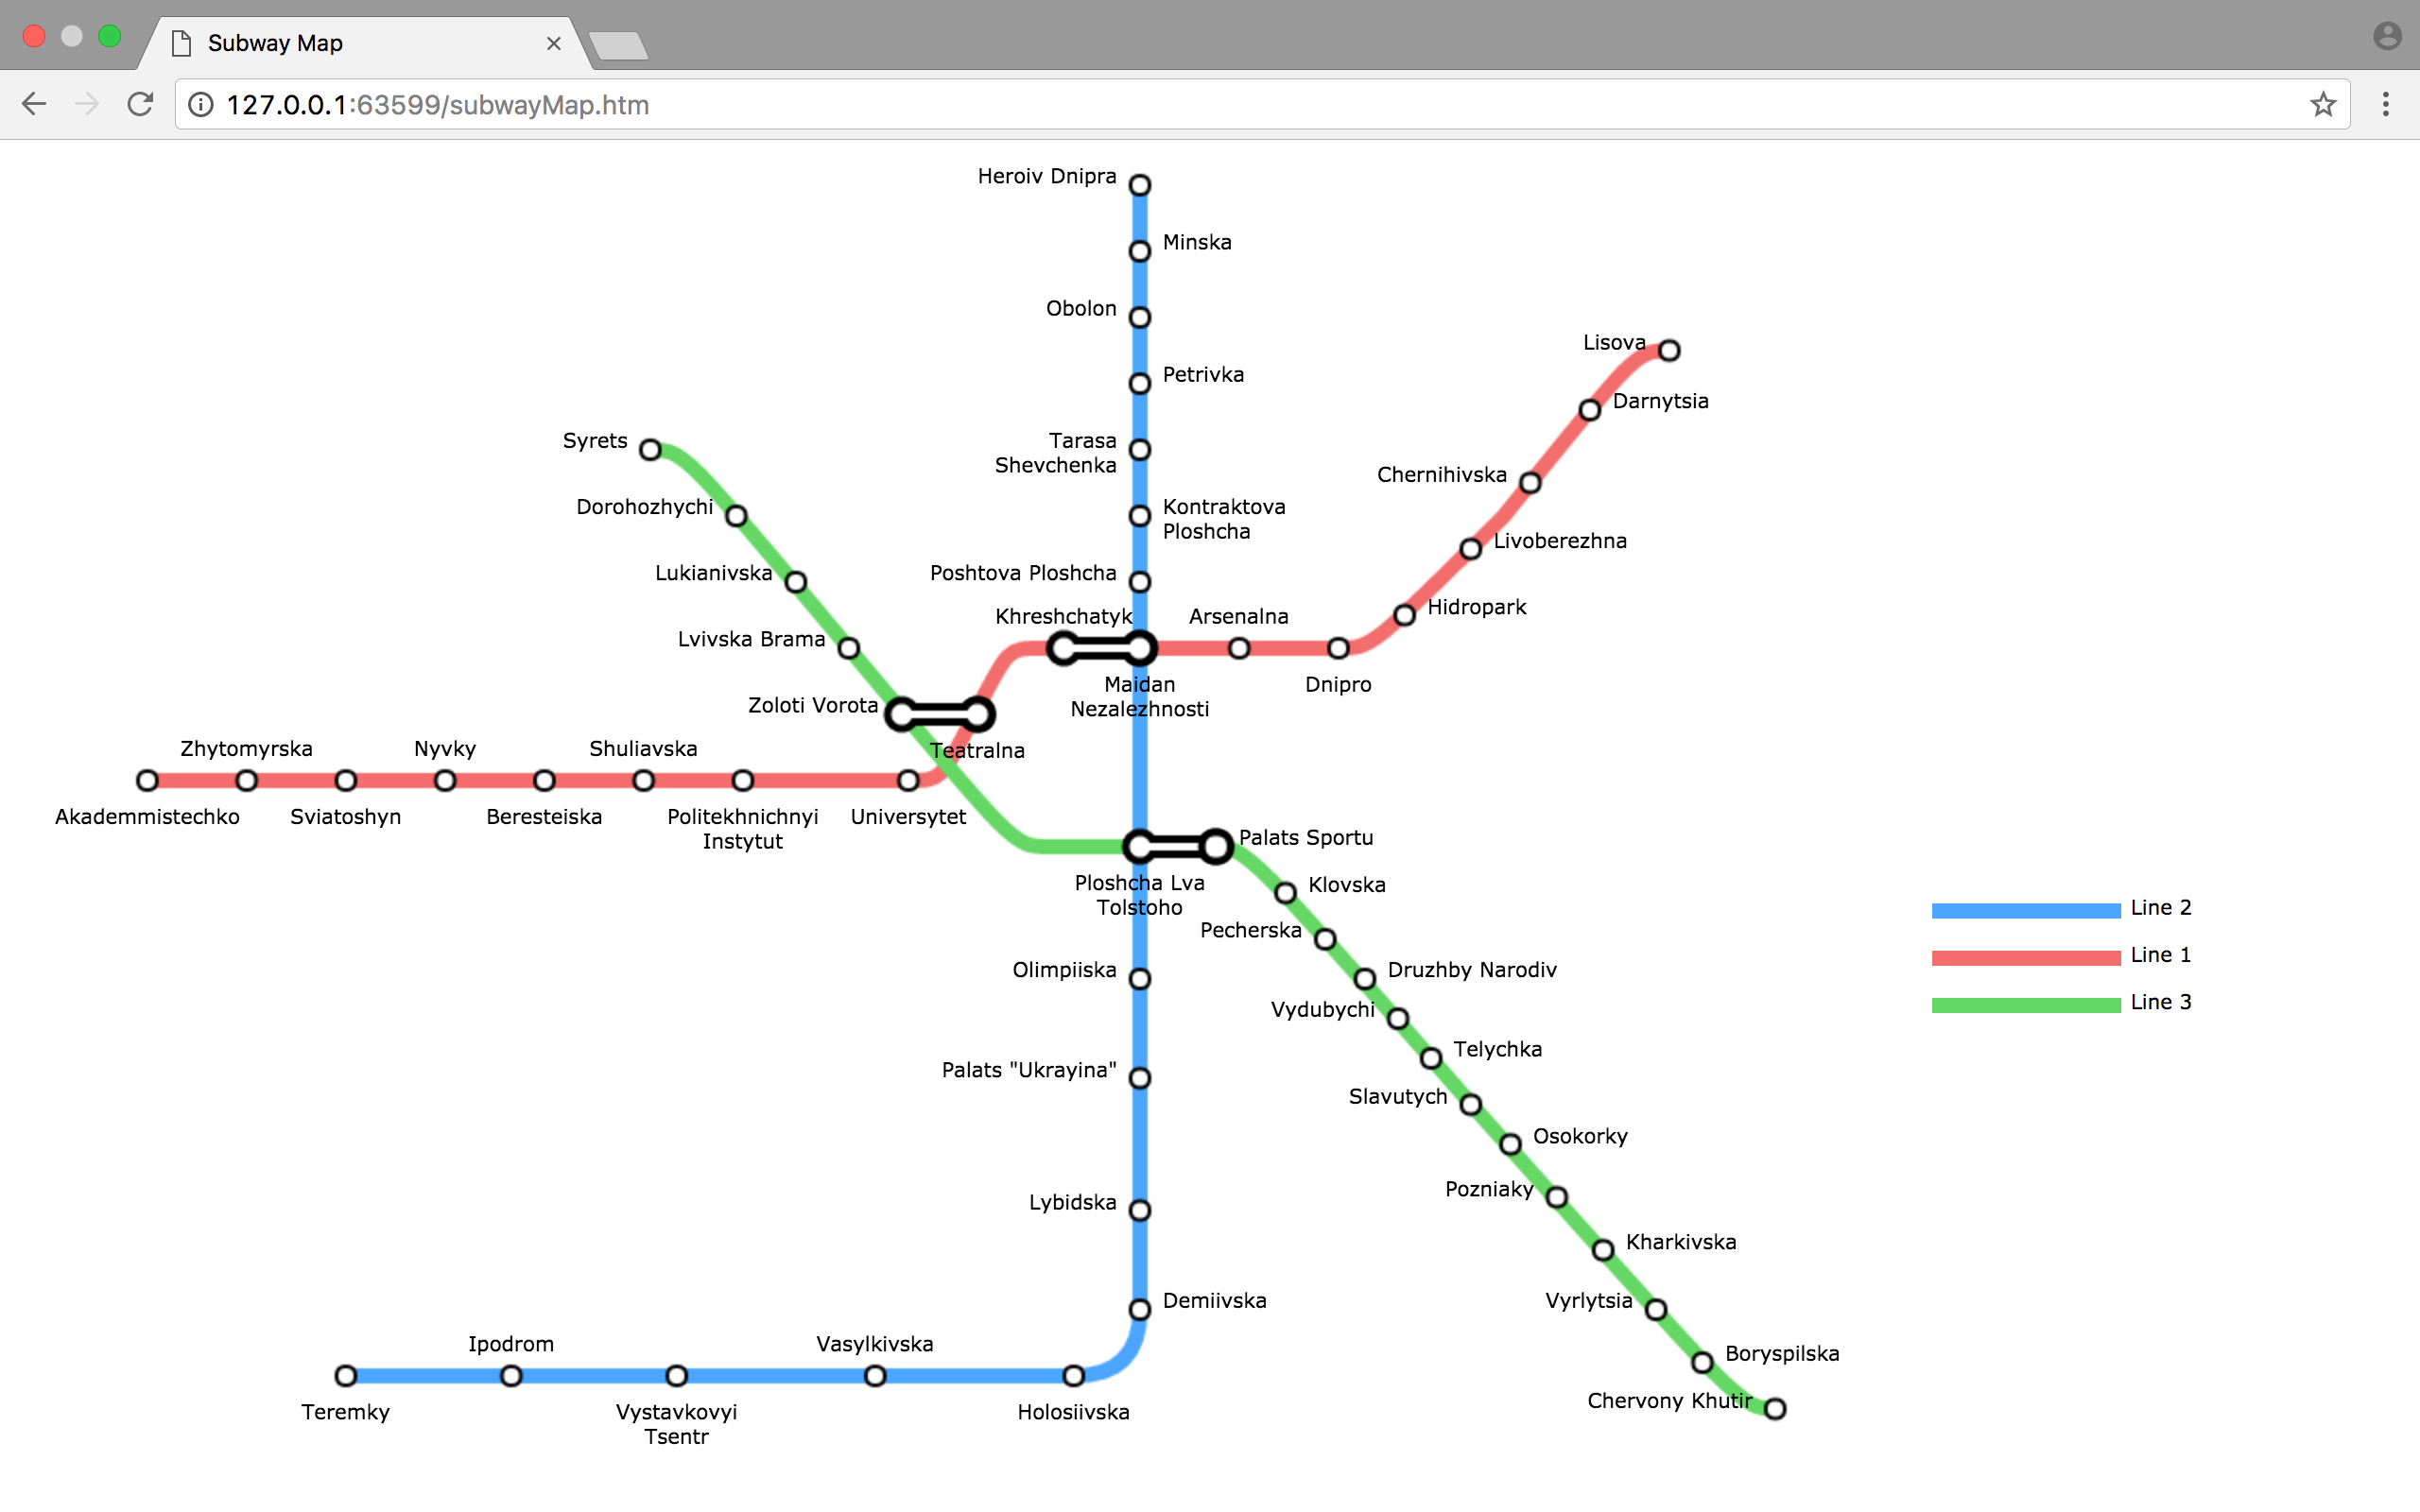 Subway Map
127.0.0.1:63599/subwayMap.htm
Heroiv Dnipra
Minska
Obolon
Petrivka
Lisova
Darnytsia
Syrets
Tarasa
Shevchenka
Chernihivska
Dorohozhychi
Kontraktova
Ploshcha
Livoberezhna
Lukianivska
Poshtova Ploshcha
Hidropark
Khreshchatyk
Arsenalna
Lvivska Brama
Maidan
Nezalezhnosti
Dnipro
Zoloti Vorota
Teatralna
Zhytomyrska
Nyvky
Shuliavska
Akademmistechko
Sviatoshyn
Beresteiska
Politekhnichnyi
Instytut
Universytet
Palats Sportu
Ploshcha Lva
Tolstoho
Klovska
Pecherska
Line 2
Line 1
Line 3
Olimpiiska
Druzhby Narodiv
Vydubychi
Telychka
Palats "Ukrayina"
Slavutych
Osokorky
Pozniaky
Lybidska
Kharkivska
Demiivska
Vyrlytsia
Ipodrom
Vasylkivska
Boryspilska
Chervony Khutir
Teremky
Vystavkovyi
Tsentr
Holosiivska